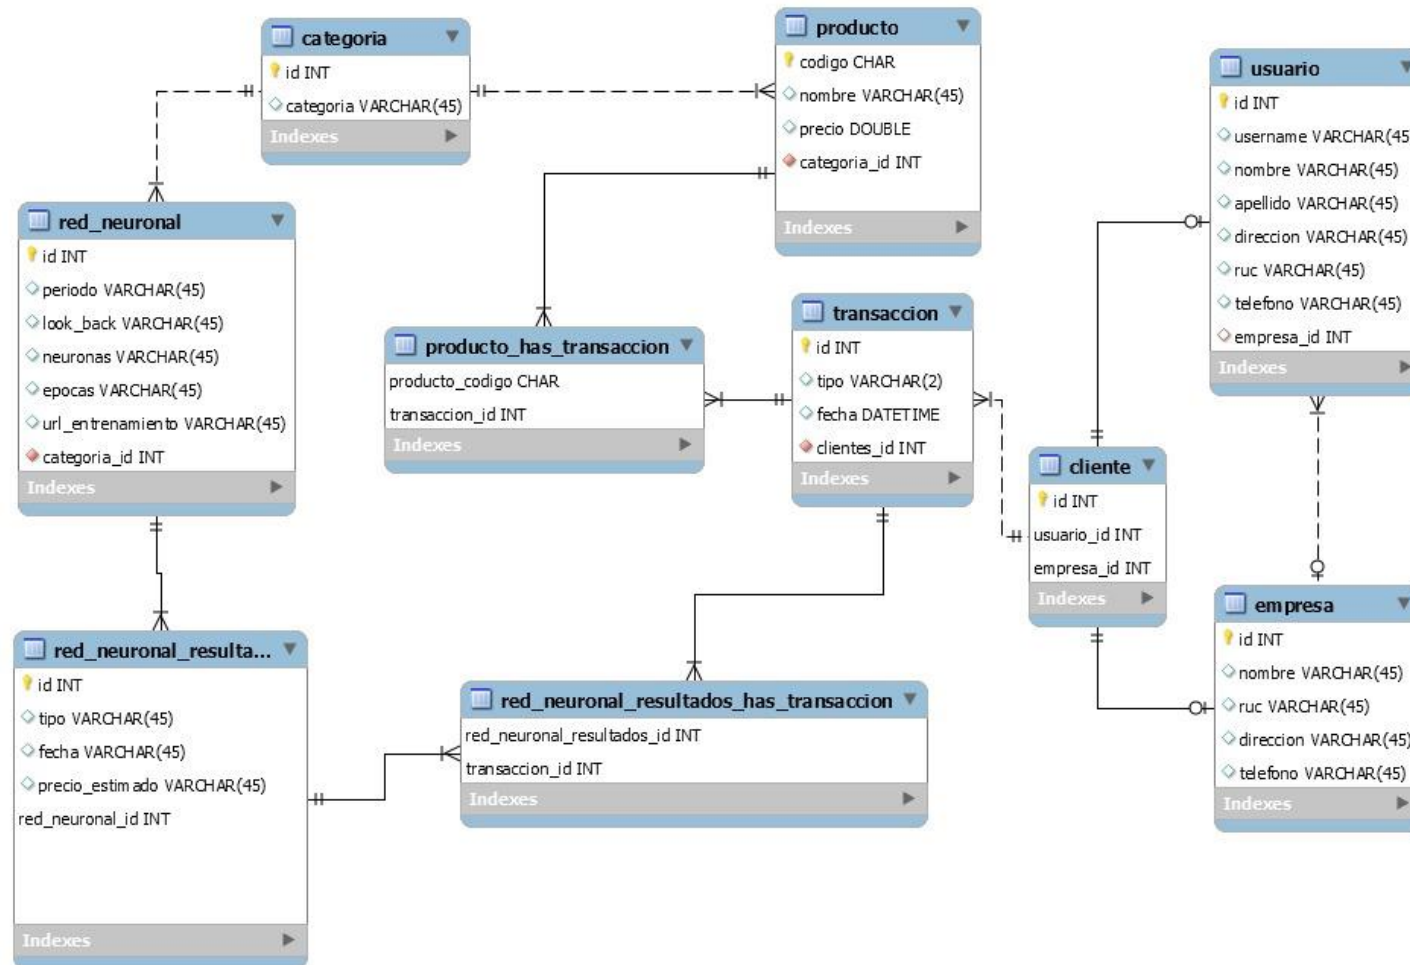 categoria
id INT
categoria VARCHAR(45)
Indexes
producto
codigo CHAR
nombre VARCHAR(45)
precio DOUBLE
categoria_id INT
Indexes
usuario
id INT
username VARCHAR(45
nombre VARCHAR(45)
apellido VARCHAR(45)
direccion VARCHAR(45)
ruc VARCHAR(45)
telefono VARCHAR(45)
empresa_id INT
Indexes
red_neuronal
id INT
periodo VARCHAR(45)
look_back VARCHAR(45)
neuronas VARCHAR(45)
epocas VARCHAR(45)
url_entrenamiento VARCHAR(45)
categoria_id INT
Indexes
producto_has_transaccion
producto_codigo CHAR
transaccion_id INT
Indexes
transaccion
id INT
tipo VARCHAR(2)
fecha DATETIME
clientes_id INT
Indexes
cliente
id INT
usuario_id INT
empresa_id INT
Indexes
empresa
id INT
nombre VARCHAR(45)
ruc VARCHAR(45)
direccion VARCHAR(45)
telefono VARCHAR(45)
Indexes
red_neuronal_resulta...
id INT
tipo VARCHAR(45)
fecha VARCHAR(45)
precio_estimado VARCHAR(45)
red_neuronal_id INT
Indexes
red_neuronal_resultados_has_transaccion
red_neuronal_resultados_id INT
transaccion_id INT
Indexes